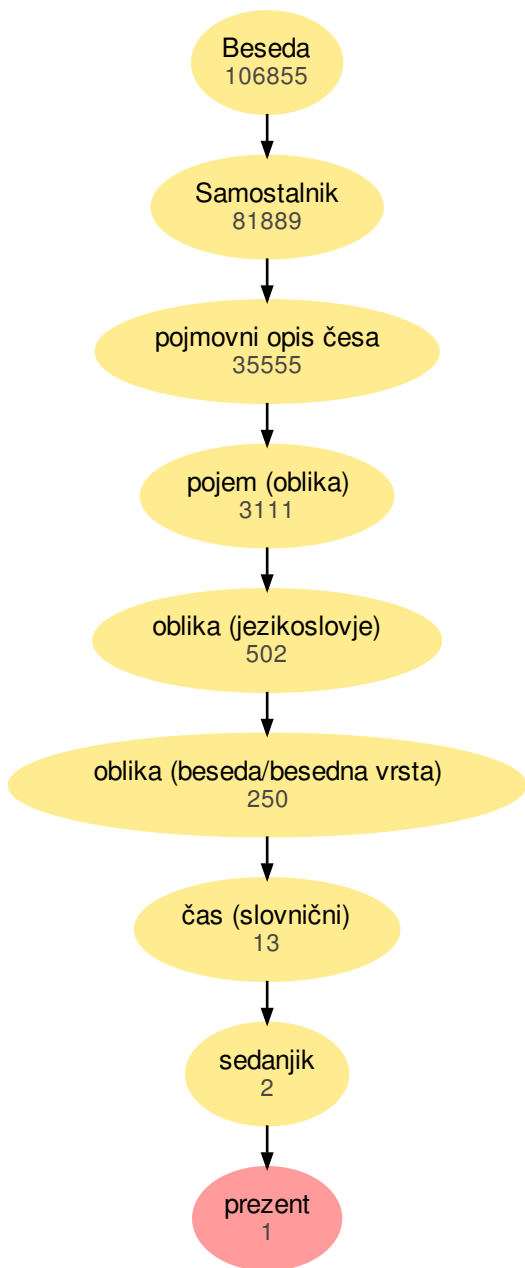 Beseda
106855
Samostalnik
81889
pojmovni opis česa
35555
pojem (oblika)
3111
oblika (jezikoslovje)
502
oblika (beseda/besedna vrsta)
250
čas (slovnični)
13
sedanjik
2
prezent
1